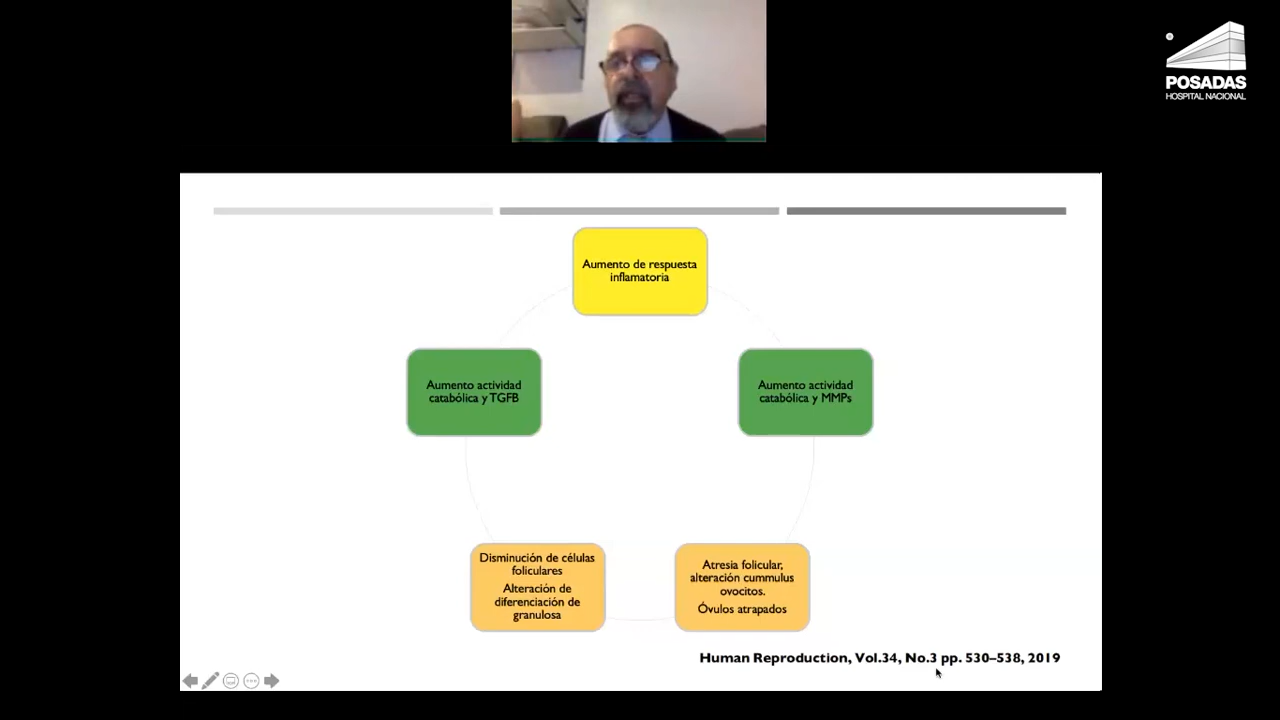 POSADAS
HOSPITAL NACIONAL
Aumento de respuesta
inflamatoria
Aumento actividad
catabólica y TGFB
Aumento actividad
catabólica y MMPs
Disminución de células
foliculares
Alteración de
diferenciación de
granulosa
Atresia folicular,
alteración cummulus
ovocitos.
Óvulos atrapados
Human Reproduction, Vol.34, No.3 pp. 530–538, 2019